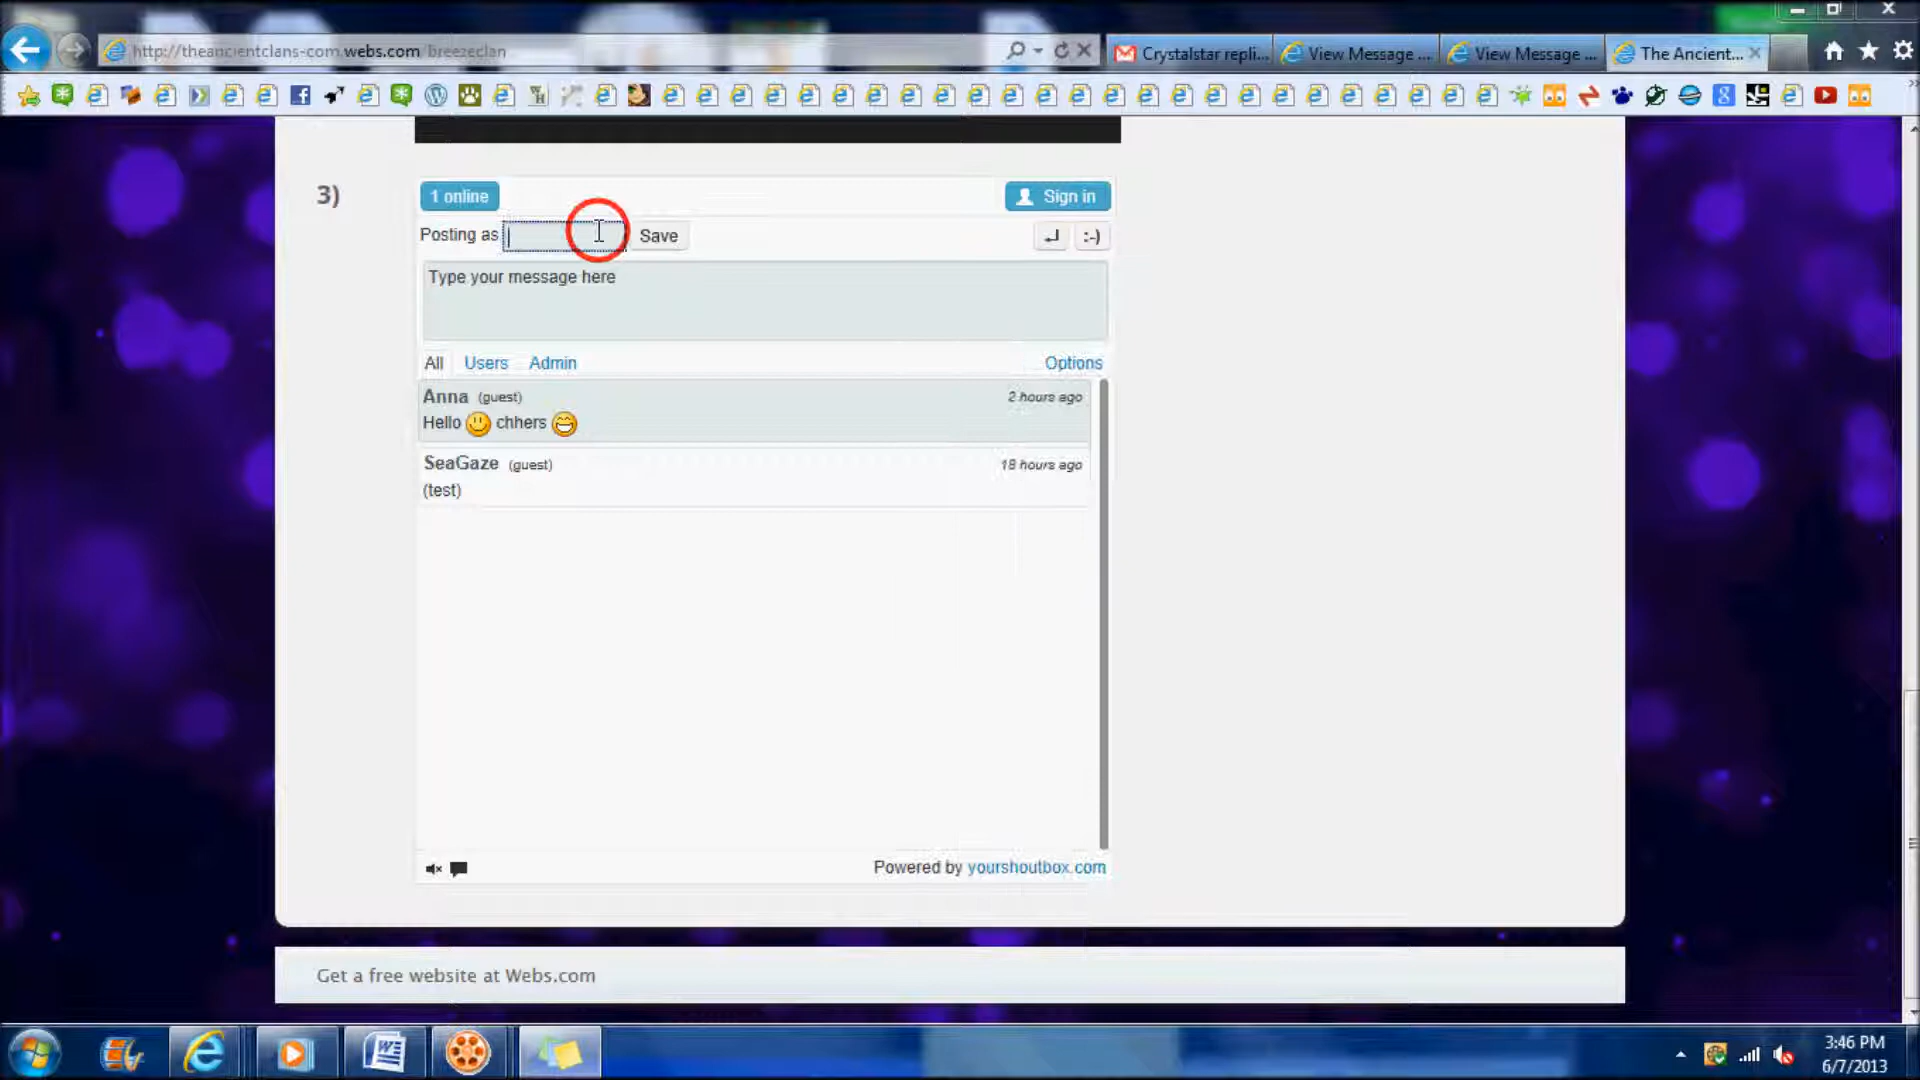 http://theancientclans-com.webs.com/breezeclan
Crystalstar repli...
View Message ...
View Message ...
The Ancient...
3)
1 online
Sign in
Posting as
Save
:-)
Type your message here
All
Users
Admin
Options
Anna (guest)
2 hours ago
Hello chhers
SeaGaze (guest)
18 hours ago
(test)
Powered by yourshoutbox.com
Get a free website at Webs.com
3:46 PM
6/7/2013